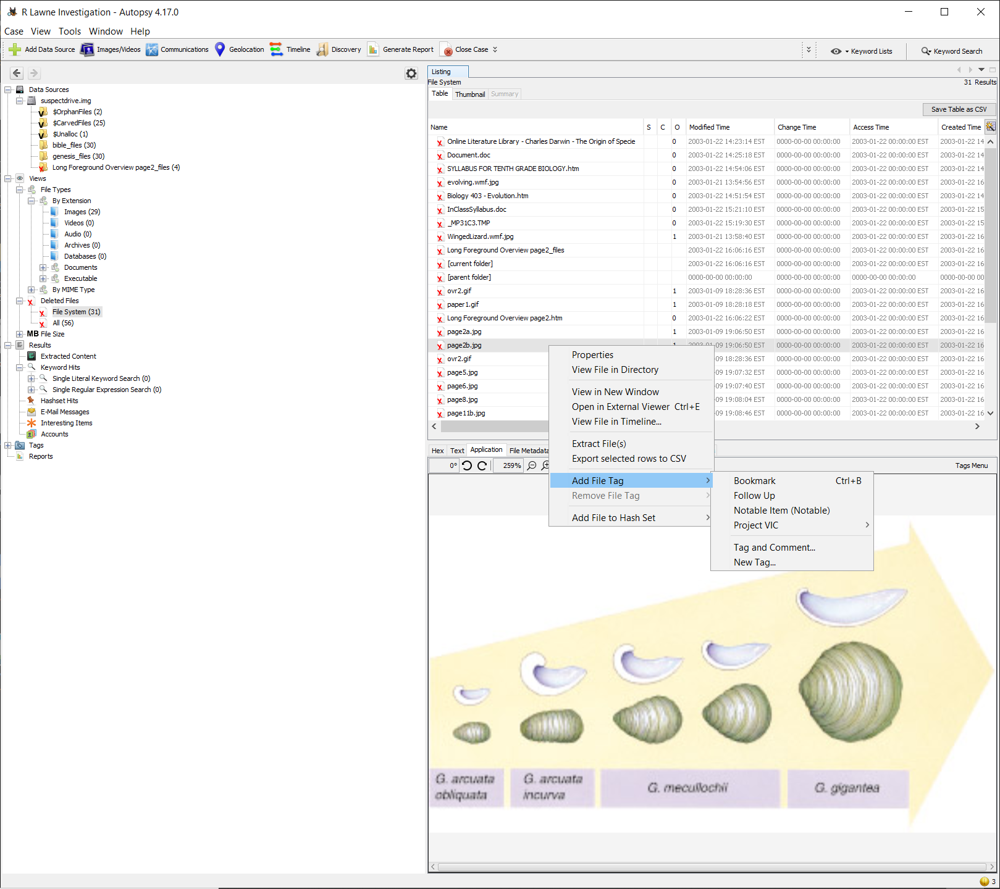 R Lawne Investigation - Autopsy 4.17.0
Case View Tools Window Help
Add Data Source Images/Videos Communications Geolocation Timeline Discovery Generate Report Close Case Keyword Lists Keyword Search
Data Sources
suspectdrive.img
$OrphanFiles (2)
$CarvedFiles (25)
$Unalloc (1)
bible_files (30)
genesis_files (30)
Long Foreground Overview page2_files (4)
Views
File Types
By Extension
Images (29)
Videos (0)
Audio (0)
Archives (0)
Databases (0)
Documents
Executable
By MIME Type
Deleted Files
File System (31)
All (56)
MB File Size
Results
Extracted Content
Keyword Hits
Single Literal Keyword Search (0)
Single Regular Expression Search (0)
Hashset Hits
E-Mail Messages
Interesting Items
Accounts
Tags
Reports
Listing
File System 31 Results
Table Thumbnail Summary
Save Table as CSV
Name S C O Modified Time Change Time Access Time Created Time
Online Literature Library - Charles Darwin - The Origin of Specie 0 2003-01-22 14:23:14 EST 0000-00-00 00:00:00 2003-01-22 00:00:00 EST 2003-01-22 14
Document.doc 0 2003-01-22 14:25:18 EST 0000-00-00 00:00:00 2003-01-22 00:00:00 EST 2003-01-22 14
SYLLABUS FOR TENTH GRADE BIOLOGY.htm 0 2003-01-22 14:54:06 EST 0000-00-00 00:00:00 2003-01-22 00:00:00 EST 2003-01-22 14
evolving.wmf.jpg 0 2003-01-21 13:54:56 EST 0000-00-00 00:00:00 2003-01-22 00:00:00 EST 2003-01-22 16
Biology 403 - Evolution.htm 0 2003-01-22 14:51:54 EST 0000-00-00 00:00:00 2003-01-22 00:00:00 EST 2003-01-22 14
InClassSyllabus.doc 0 2003-01-22 15:21:10 EST 0000-00-00 00:00:00 2003-01-22 00:00:00 EST 2003-01-22 15
_MP31C3.TMP 0 2003-01-22 15:19:30 EST 0000-00-00 00:00:00 2003-01-22 00:00:00 EST 2003-01-22 15
WingedLizard.wmf.jpg 1 2003-01-21 13:58:40 EST 0000-00-00 00:00:00 2003-01-22 00:00:00 EST 2003-01-22 16
Long Foreground Overview page2_files 2003-01-22 16:06:16 EST 0000-00-00 00:00:00 2003-01-22 00:00:00 EST 2003-01-22 16
[current folder] 2003-01-22 16:06:16 EST 0000-00-00 00:00:00 2003-01-22 00:00:00 EST 2003-01-22 16
[parent folder] 0000-00-00 00:00:00 0000-00-00 00:00:00 0000-00-00 00:00:00 0000-00-00 00
ovr2.gif 1 2003-01-09 18:28:36 EST 0000-00-00 00:00:00 2003-01-22 00:00:00 EST 2003-01-22 16
paper1.gif 1 2003-01-09 18:28:18 EST 0000-00-00 00:00:00 2003-01-22 00:00:00 EST 2003-01-22 16
Long Foreground Overview page2.htm 0 2003-01-22 16:06:22 EST 0000-00-00 00:00:00 2003-01-22 00:00:00 EST 2003-01-22 16
page2a.jpg 1 2003-01-09 19:06:50 EST 0000-00-00 00:00:00 2003-01-22 00:00:00 EST 2003-01-22 16
page2b.jpg 1 2003-01-09 19:06:50 EST 0000-00-00 00:00:00 2003-01-22 00:00:00 EST 2003-01-22 16
ovr2.gif 09 18:28:36 EST 0000-00-00 00:00:00 2003-01-22 00:00:00 EST 2003-01-22 16
page5.jpg 09 19:07:32 EST 0000-00-00 00:00:00 2003-01-22 00:00:00 EST 2003-01-22 16
page6.jpg 09 19:07:40 EST 0000-00-00 00:00:00 2003-01-22 00:00:00 EST 2003-01-22 16
page8.jpg 09 19:08:04 EST 0000-00-00 00:00:00 2003-01-22 00:00:00 EST 2003-01-22 16
page11b.jpg 09 19:08:46 EST 0000-00-00 00:00:00 2003-01-22 00:00:00 EST 2003-01-22 16
Properties
View File in Directory
View in New Window
Open in External Viewer Ctrl+E
View File in Timeline...
Extract File(s)
Export selected rows to CSV
Add File Tag
Remove File Tag
Add File to Hash Set
Bookmark Ctrl+B
Follow Up
Notable Item (Notable)
Project VIC
Tag and Comment...
New Tag...
Hex Text Application File Metadata
0° 259% Tags Menu
G. arcuata
obliquata
G. arcuata
incurva
G. mecullochii
G. gigantea
3